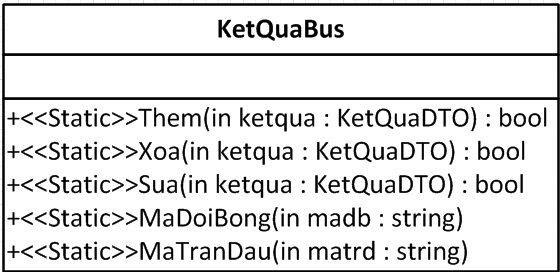 KetQuaBus
+<<Static>>Them(in ketqua : KetQuaDTO) : bool
+<<Static>>Xoa(in ketqua : KetQuaDTO) : bool
+<<Static>>Sua(in ketqua : KetQuaDTO) : bool
+<<Static>>MaDoiBong(in madb : string)
+<<Static>>MaTranDau(in matrd : string)